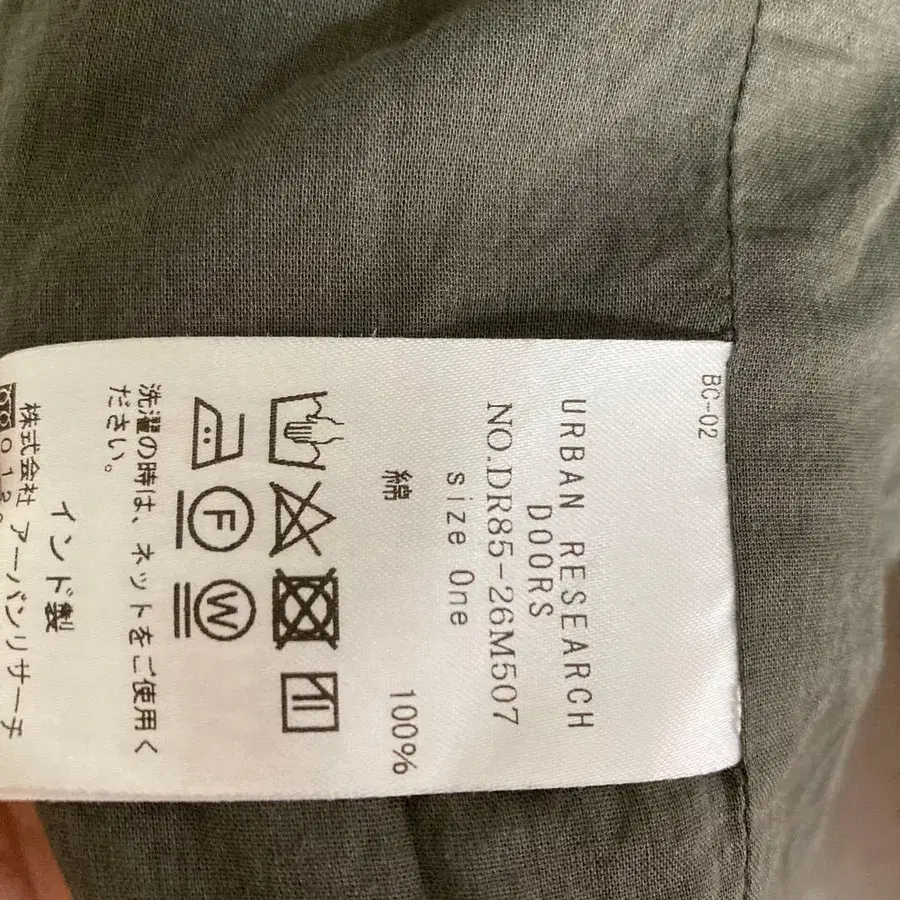 BC-02
URBAN RESEARCH
DOORS
NO.DR85-26M507
size One
綿 100%
F W
洗濯の時は、ネットをご使用く
ださい。
インド製
株式会社 アーバンリサーチ